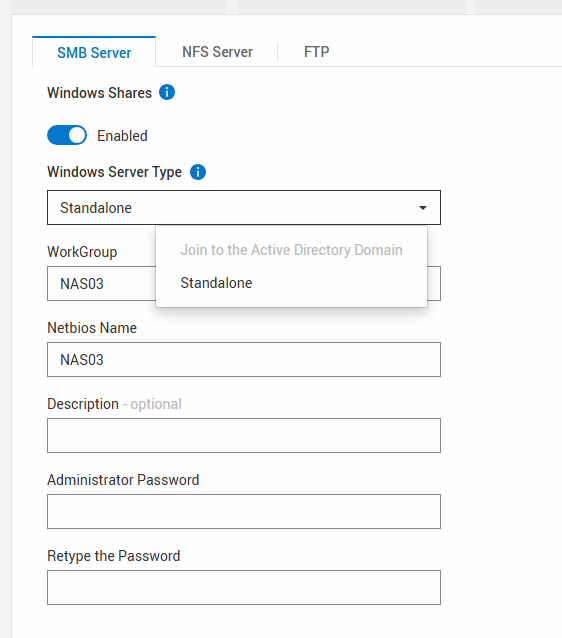 SMB Server
NFS Server
FTP
Windows Shares
Enabled
Windows Server Type
Standalone
Join to the Active Directory Domain
Standalone
WorkGroup
NAS03
Netbios Name
NAS03
Description - optional
Administrator Password
Retype the Password